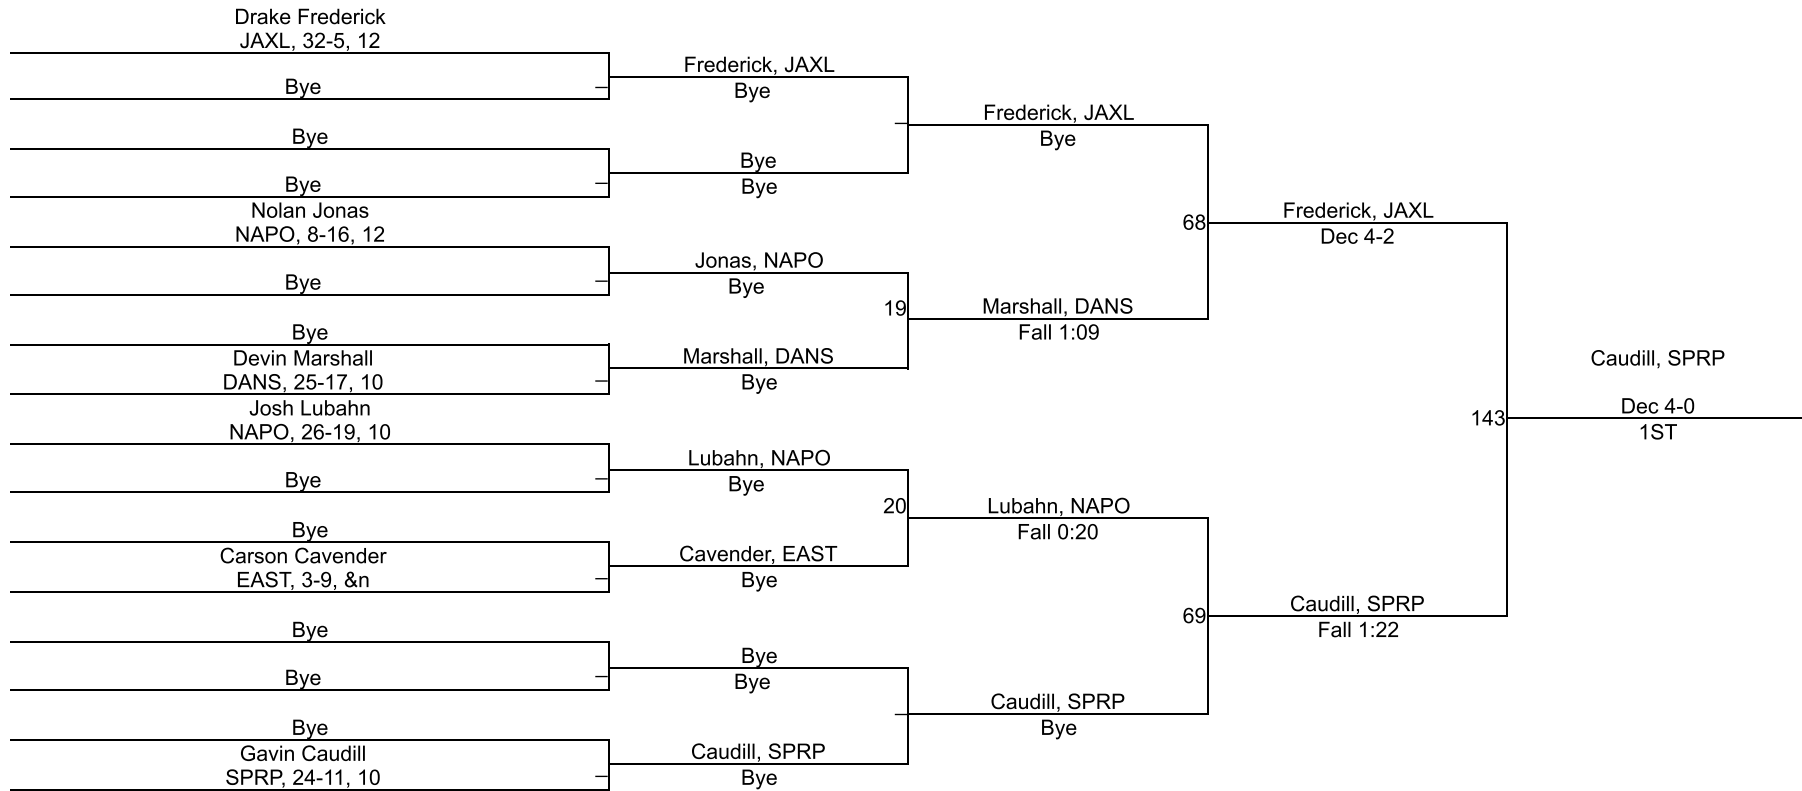 Drake Frederick
JAXL, 32-5, 12
Bye
Bye
Bye
Nolan Jonas
NAPO, 8-16, 12
Bye
Bye
Devin Marshall
DANS, 25-17, 10
Josh Lubahn
NAPO, 26-19, 10
Bye
Bye
Carson Cavender
EAST, 3-9, &n
Bye
Bye
Bye
Gavin Caudill
SPRP, 24-11, 10
Frederick, JAXL
Bye
Bye
Bye
Jonas, NAPO
Bye
Marshall, DANS
Bye
Lubahn, NAPO
Bye
Cavender, EAST
Bye
Bye
Bye
Caudill, SPRP
Bye
19
20
Frederick, JAXL
Bye
Marshall, DANS
Fall 1:09
Lubahn, NAPO
Fall 0:20
Caudill, SPRP
Bye
68
69
Frederick, JAXL
Dec 4-2
Caudill, SPRP
Fall 1:22
143
Caudill, SPRP
Dec 4-0
1ST